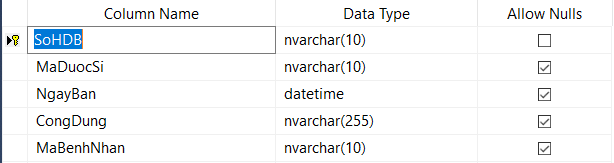 Column Name Data Type Allow Nulls
SoHDB nvarchar(10)
MaDuocSi nvarchar(10)
NgayBan datetime
CongDung nvarchar(255)
MaBenhNhan nvarchar(10)